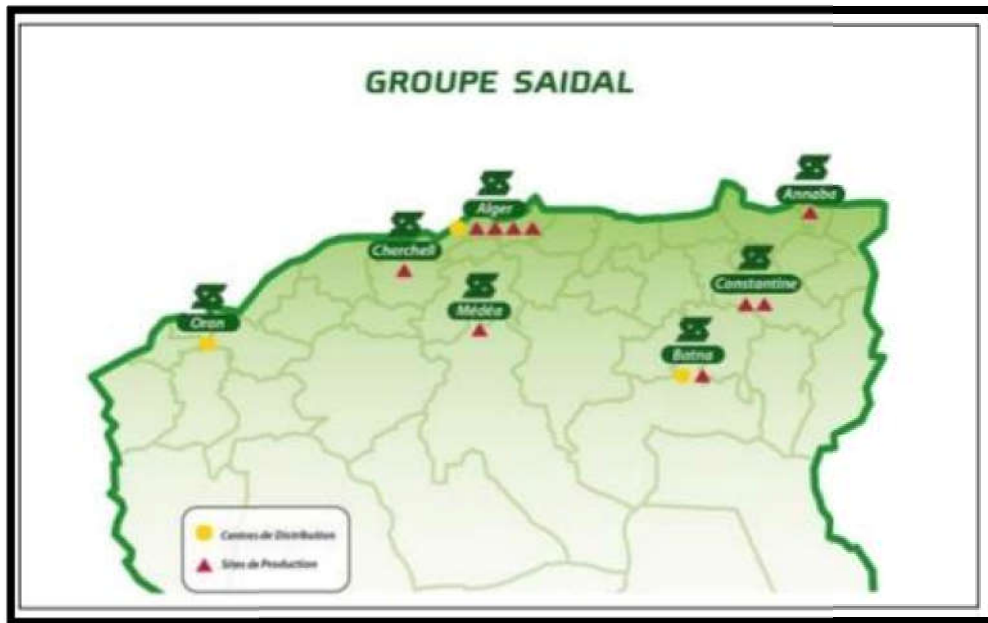 GROUPE SAIDAL
Annaba
Alger
Cherchell
Constantine
Médéa
Oran
Batna
Centres de Distribution
Sites de Production